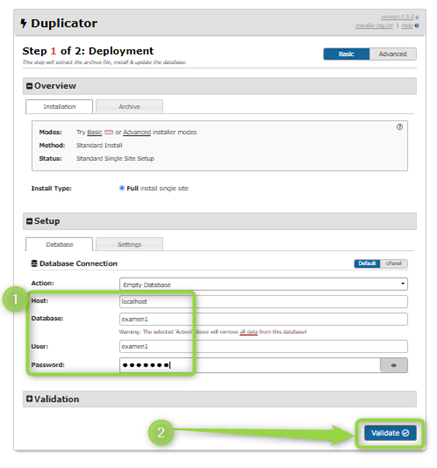 Duplicator
version:1.5.0
installer-log.txt | Help
Step 1 of 2: Deployment
This step will extract the archive file, install & update the database.
Basic Advanced
Overview
Installation Archive
Modes: Try Basic or Advanced installer modes
Method: Standard Install
Status: Standard Single Site Setup
Install Type: Full install single site
Setup
Database Settings
Database Connection Default cPanel
Action: Empty Database
1
Host: localhost
Database: examen1
Warning: The selected 'Action' above will remove all data from this database!
User: examen1
Password: ●●●●●●●
Validation
2
Validate